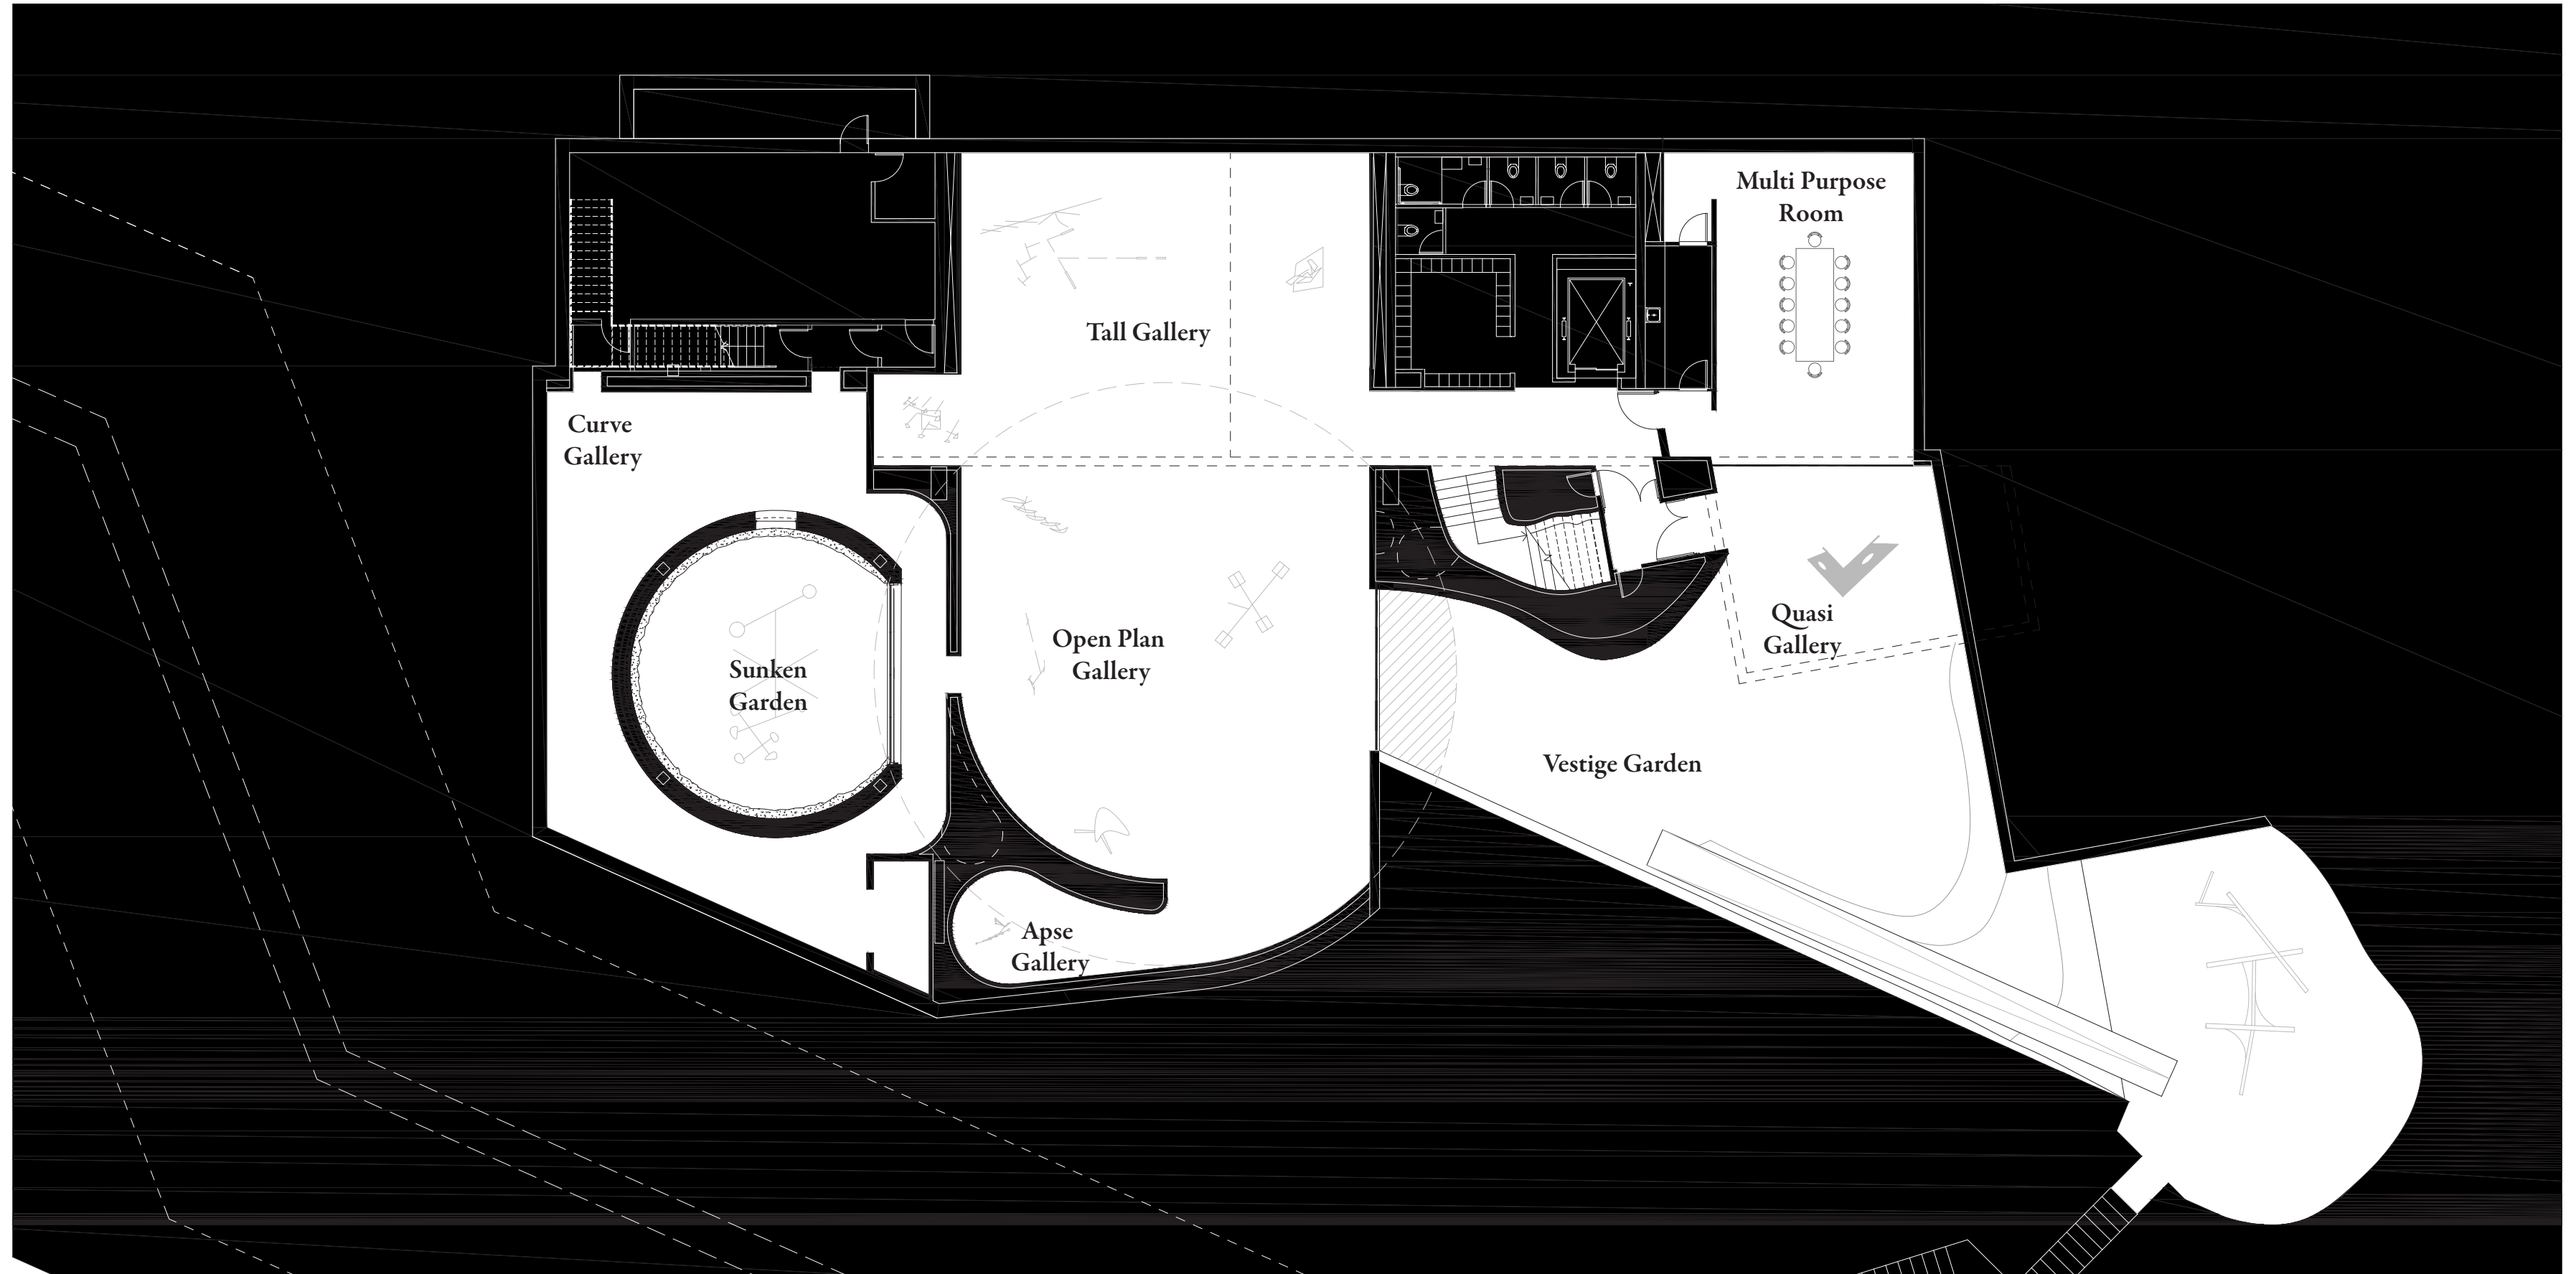 Multi Purpose
Room
Tall Gallery
Curve
Gallery
Open Plan
Gallery
Quasi
Gallery
Sunken
Garden
Vestige Garden
Apse
Gallery